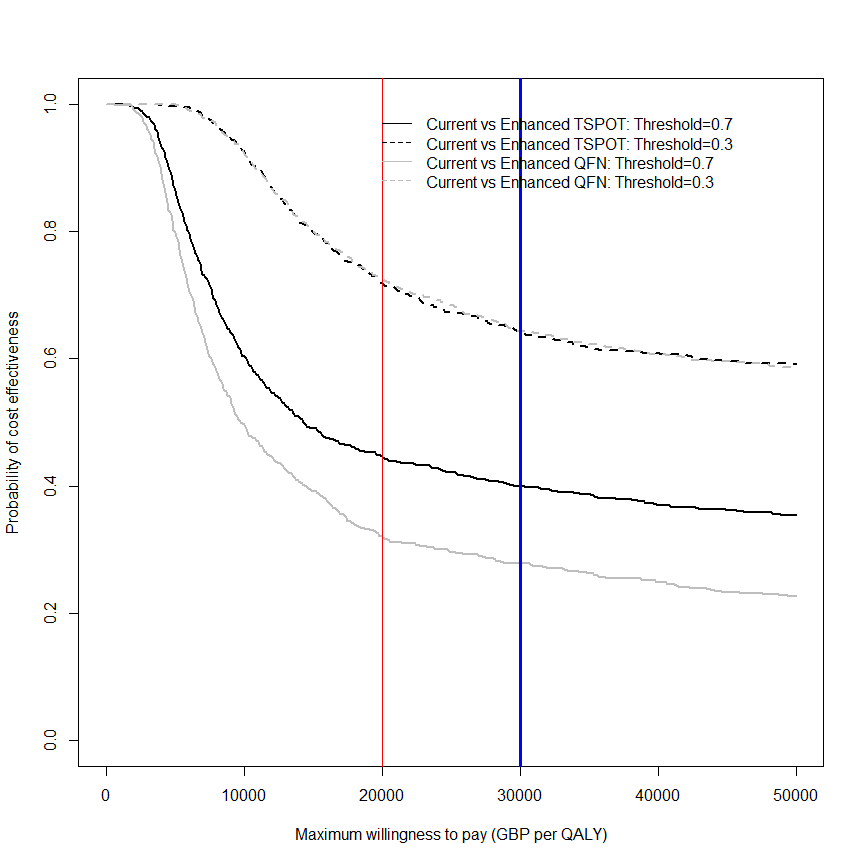 Current vs Enhanced TSPOT: Threshold=0.7
Current vs Enhanced TSPOT: Threshold=0.3
Current vs Enhanced QFN: Threshold=0.7
Current vs Enhanced QFN: Threshold=0.3
Probability of cost effectiveness
1.0
0.8
0.6
0.4
0.2
0.0
0 10000 20000 30000 40000 50000
Maximum willingness to pay (GBP per QALY)